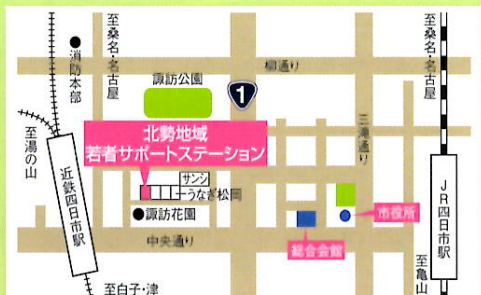 至桑名・名古屋
●消防本部
柳通り
至桑名・名古屋
諏訪公園
1
三滝通り
至湯の山
北勢地域
若者サポートステーション
サンシ
うなぎ松岡
近鉄四日市駅
●諏訪花園
市役所
JR四日市駅
中央通り
総合会館
至白子・津
至亀山